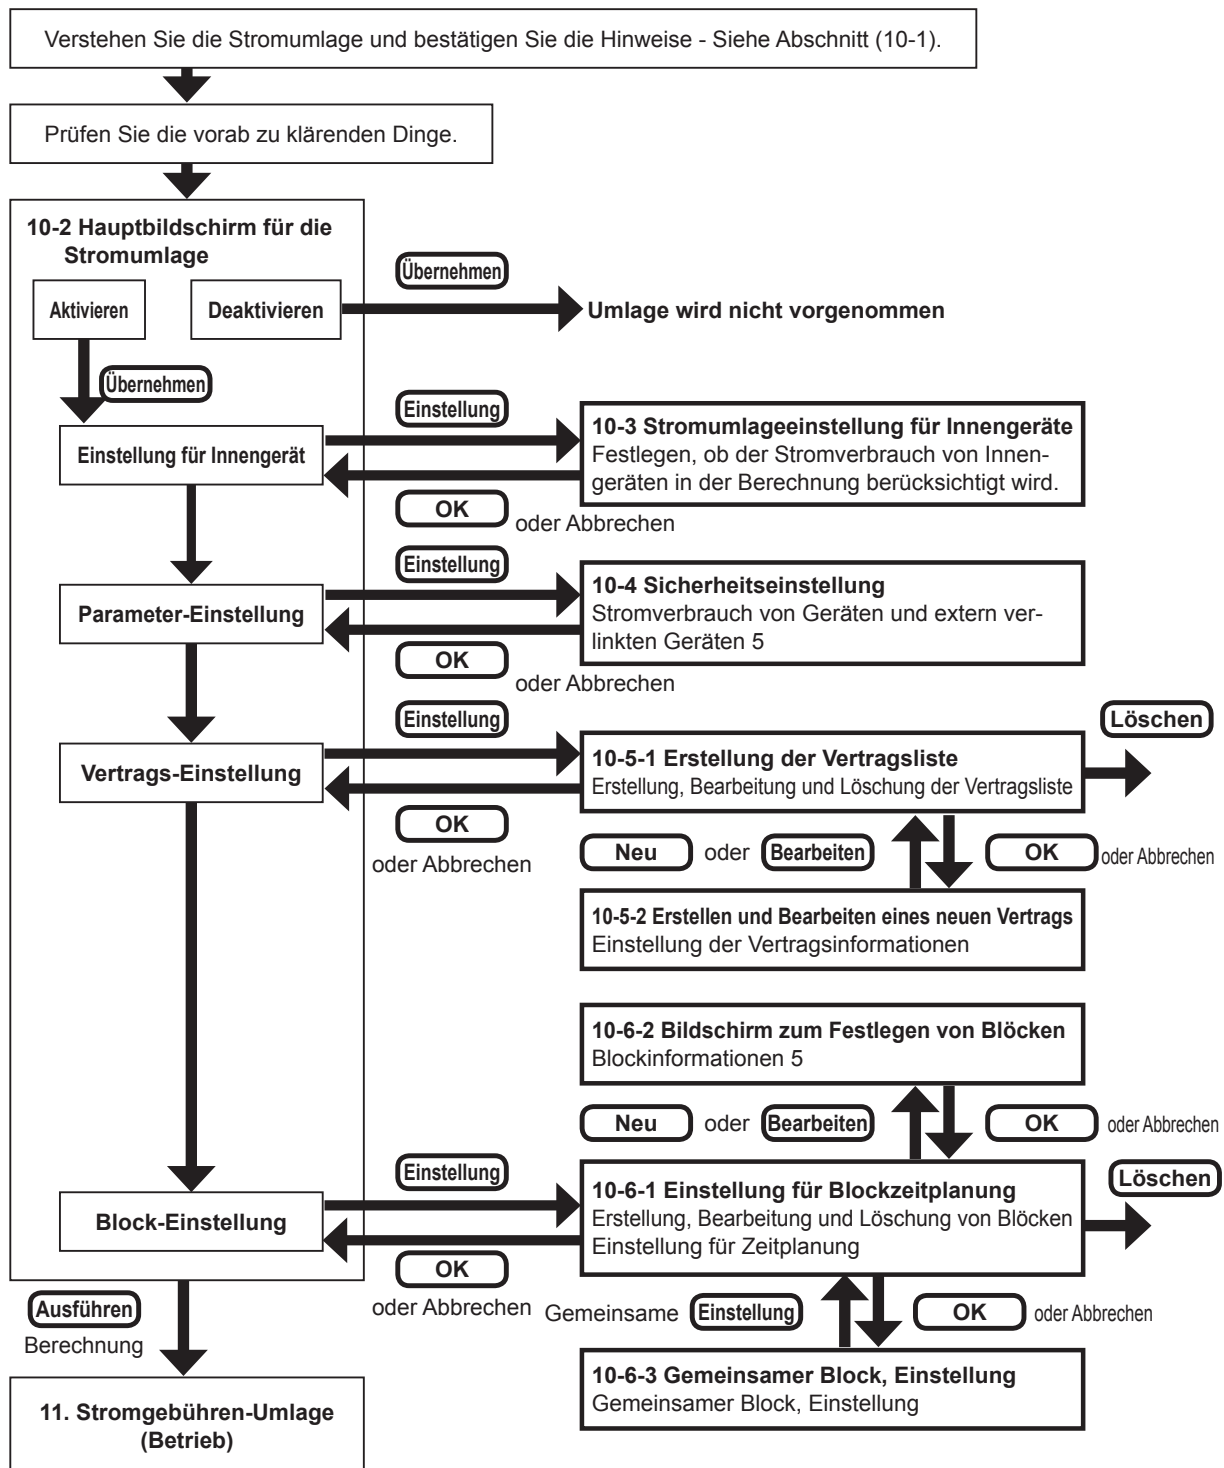 Verstehen Sie die Stromumlage und bestätigen Sie die Hinweise - Siehe Abschnitt (10-1).
Prüfen Sie die vorab zu klärenden Dinge.
10-2 Hauptbildschirm für die
Stromumlage
Aktivieren
Deaktivieren
Übernehmen
Umlage wird nicht vorgenommen
Übernehmen
Einstellung für Innengerät
Einstellung
10-3 Stromumlageeinstellung für Innengeräte
Festlegen, ob der Stromverbrauch von Innen-
geräten in der Berechnung berücksichtigt wird.
OK
oder Abbrechen
Parameter-Einstellung
Einstellung
10-4 Sicherheitseinstellung
Stromverbrauch von Geräten und extern ver-
linkten Geräten 5
OK
oder Abbrechen
Vertrags-Einstellung
Einstellung
10-5-1 Erstellung der Vertragsliste
Erstellung, Bearbeitung und Löschung der Vertragsliste
Löschen
OK
oder Abbrechen
Neu oder Bearbeiten
OK oder Abbrechen
10-5-2 Erstellen und Bearbeiten eines neuen Vertrags
Einstellung der Vertragsinformationen
10-6-2 Bildschirm zum Festlegen von Blöcken
Blockinformationen 5
Neu oder Bearbeiten
OK oder Abbrechen
Block-Einstellung
Einstellung
10-6-1 Einstellung für Blockzeitplanung
Erstellung, Bearbeitung und Löschung von Blöcken
Einstellung für Zeitplanung
Löschen
OK
oder Abbrechen
Gemeinsame Einstellung
OK oder Abbrechen
10-6-3 Gemeinsamer Block, Einstellung
Gemeinsamer Block, Einstellung
Ausführen
Berechnung
11. Stromgebühren-Umlage
(Betrieb)